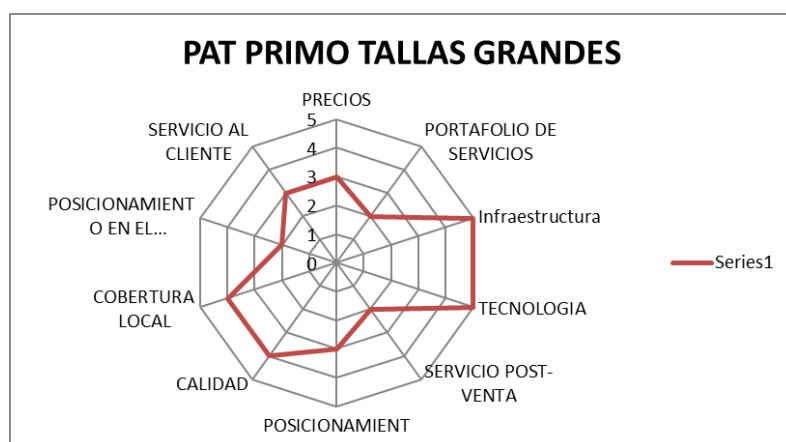 PAT PRIMO TALLAS GRANDES
PRECIOS
PORTAFOLIO DE
SERVICIOS
Infraestructura
TECNOLOGIA
SERVICIO POST-
VENTA
POSICIONAMIENT
CALIDAD
COBERTURA
LOCAL
POSICIONAMIENT
O EN EL...
SERVICIO AL
CLIENTE
5
4
3
2
1
0
Series1